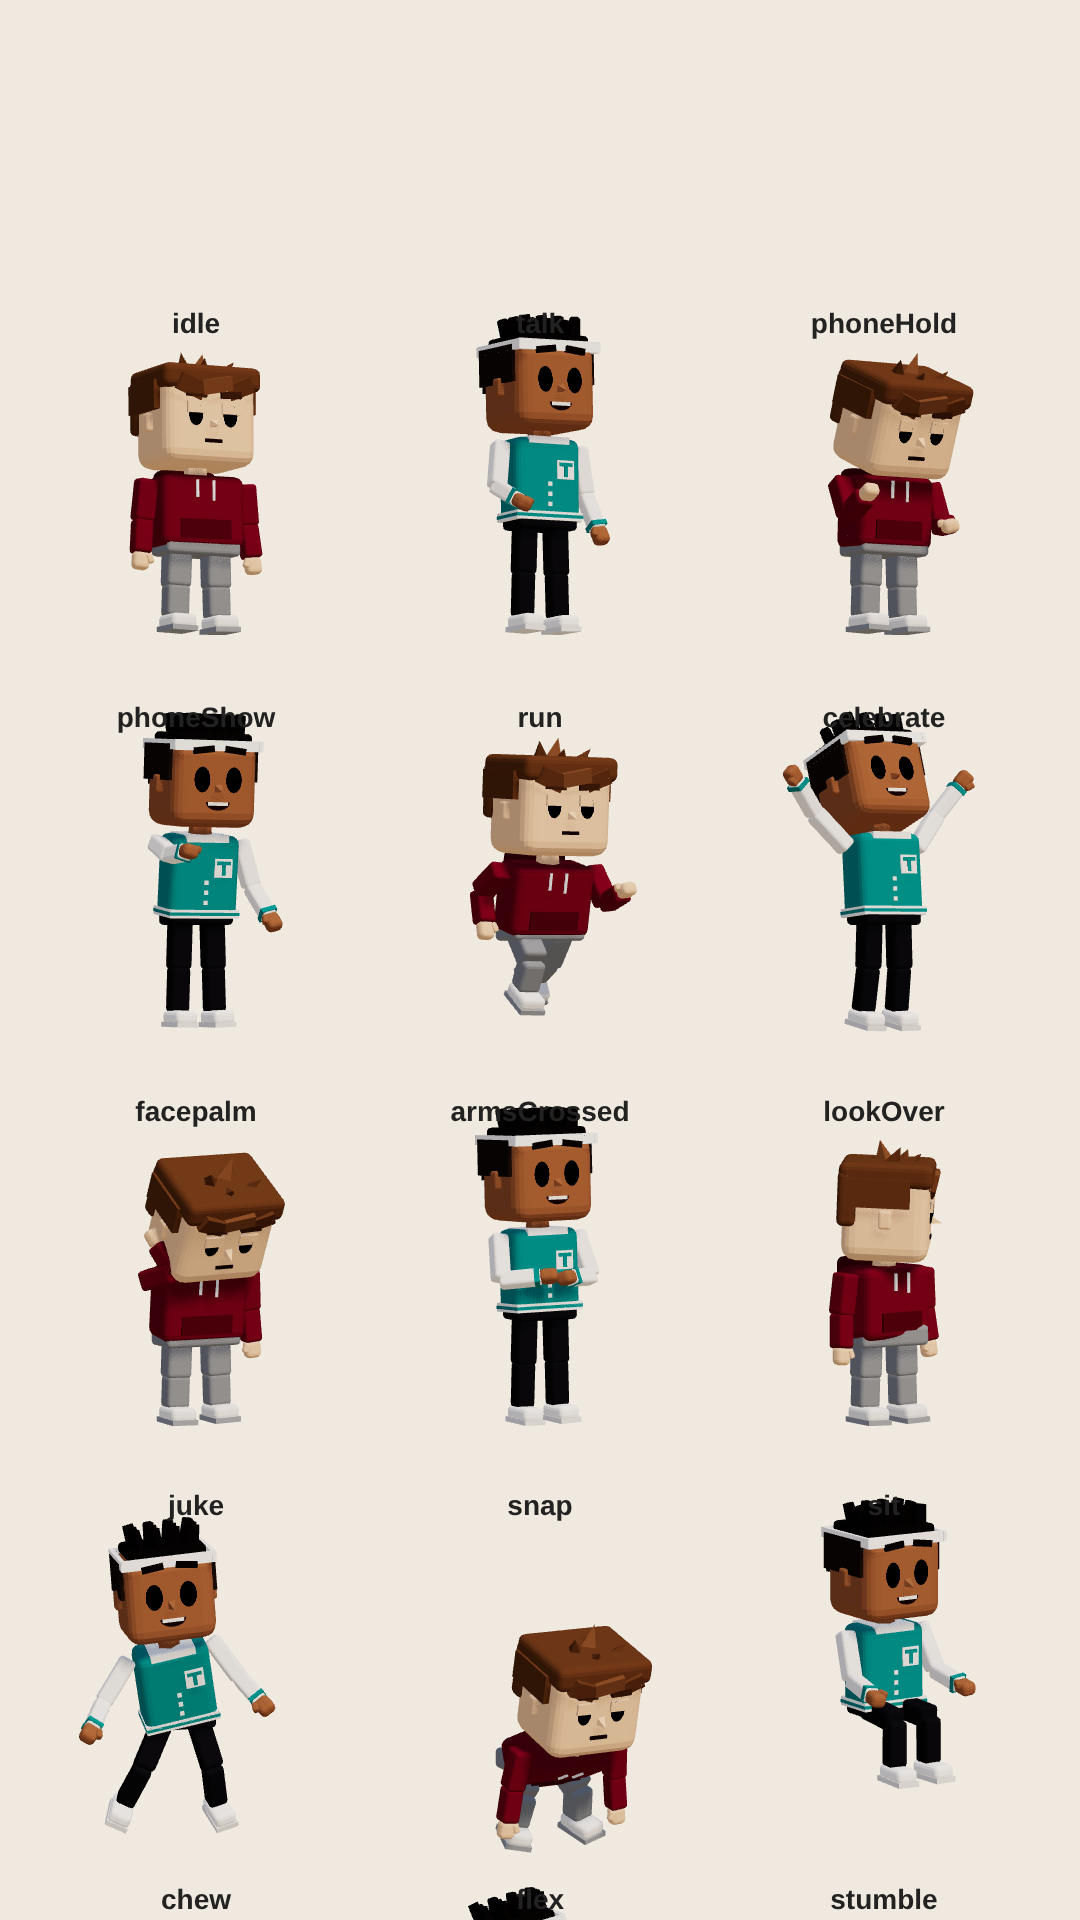 idle talk phoneHold
T
phoneShow run celebrate
T T
facepalm armsCrossed lookOver
T
juke snap sit
T T
chew flex stumble